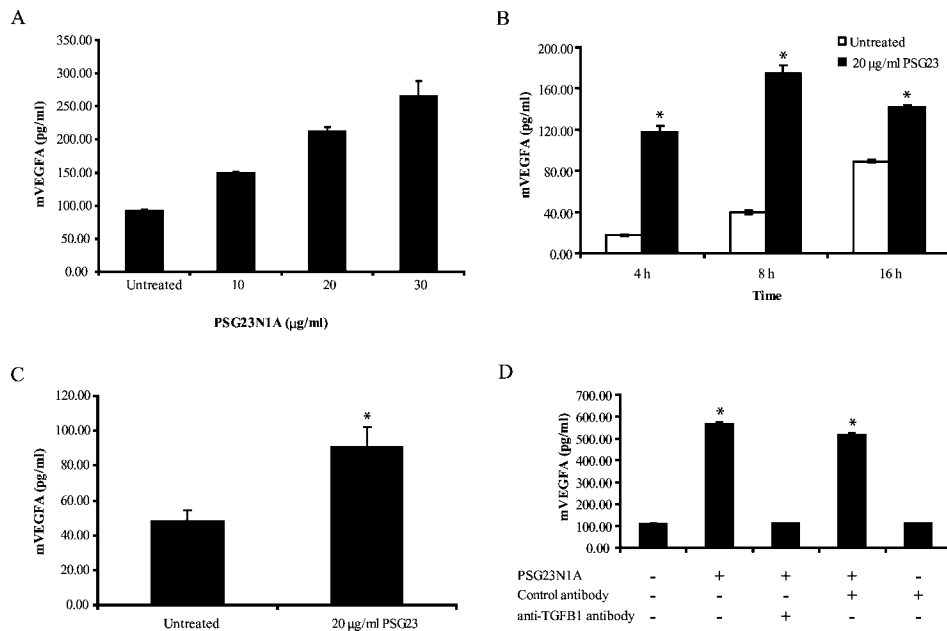 A
mVEGFA (pg/ml)
350.00
300.00
250.00
200.00
150.00
100.00
50.00
0.00
Untreated 10 20 30
PSG23N1A (µg/ml)
B
Untreated
20 µg/ml PSG23
mVEGFA (pg/ml)
200.00
160.00
120.00
80.00
40.00
0.00
* * *
4 h 8 h 16 h
Time
C
mVEGFA (pg/ml)
120.00
100.00
80.00
60.00
40.00
20.00
0.00
*
Untreated 20 µg/ml PSG23
D
mVEGFA (pg/ml)
700.00
600.00
500.00
400.00
300.00
200.00
100.00
0.00
* *
PSG23N1A - + + + -
Control antibody - - - + +
anti-TGFB1 antibody - - + - -